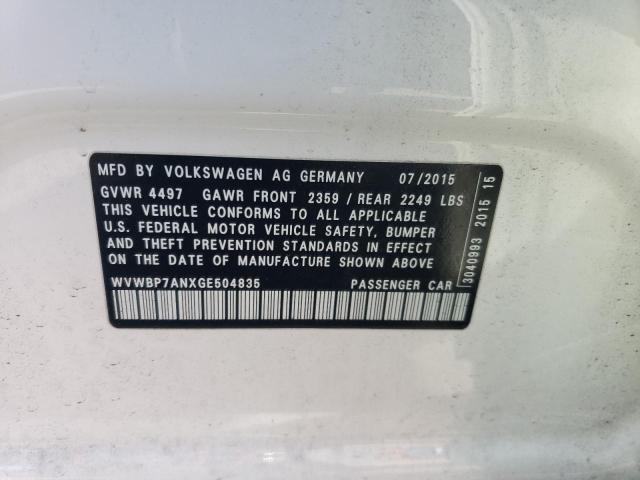 MFD BY VOLKSWAGEN AG GERMANY 07/2015
GVWR 4497 GAWR FRONT 2359 / REAR 2249 LBS
THIS VEHICLE CONFORMS TO ALL APPLICABLE
U.S. FEDERAL MOTOR VEHICLE SAFETY, BUMPER
AND THEFT PREVENTION STANDARDS IN EFFECT
ON THE DATE OF MANUFACTURE SHOWN ABOVE
WVWBP7ANXGE504835 PASSENGER CAR
3040993 2015 15